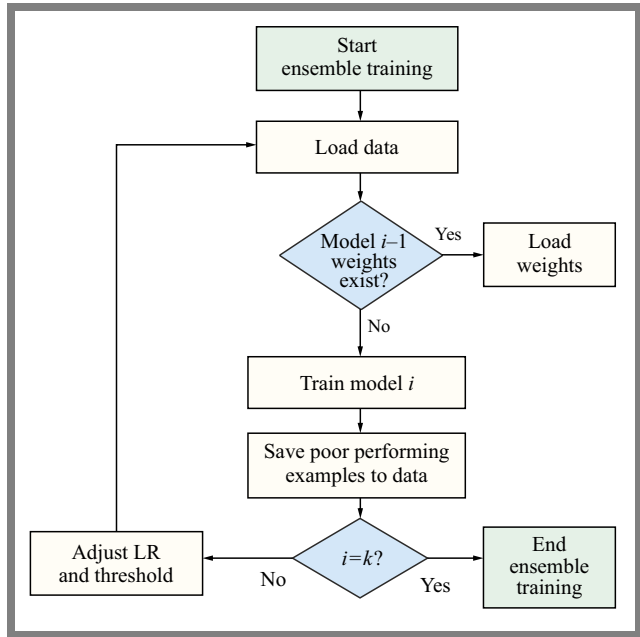 Start
ensemble training
Load data
Model i–1
weights
exist?
Yes
Load
weights
No
Train model i
Save poor performing
examples to data
i=k?
No
Adjust LR
and threshold
Yes
End
ensemble
training